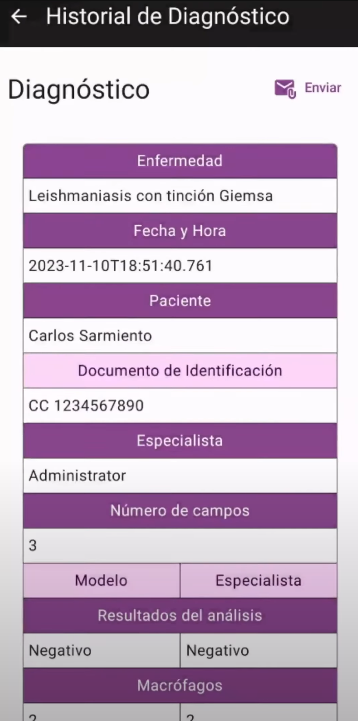 ← Historial de Diagnóstico
Diagnóstico
Enviar
Enfermedad
Leishmaniasis con tinción Giemsa
Fecha y Hora
2023-11-10T18:51:40.761
Paciente
Carlos Sarmiento
Documento de Identificación
CC 1234567890
Especialista
Administrator
Número de campos
3
Modelo Especialista
Resultados del análisis
Negativo Negativo
Macrófagos
2 2